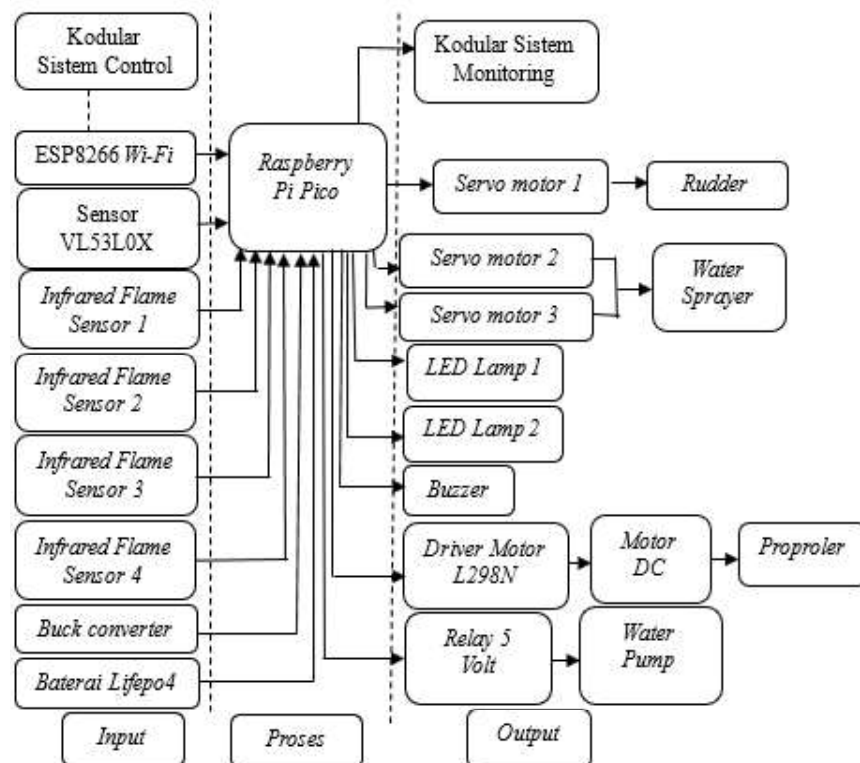 Kodular
Sistem Control
ESP8266 Wi-Fi
Sensor
VL53L0X
Infrared Flame
Sensor 1
Infrared Flame
Sensor 2
Infrared Flame
Sensor 3
Infrared Flame
Sensor 4
Buck converter
Baterai Lifepo4
Input
Raspberry
Pi Pico
Proses
Kodular Sistem
Monitoring
Servo motor 1
Rudder
Servo motor 2
Servo motor 3
Water
Sprayer
LED Lamp 1
LED Lamp 2
Buzzer
Driver Motor
L298N
Motor
DC
Proproler
Relay 5
Volt
Water
Pump
Output